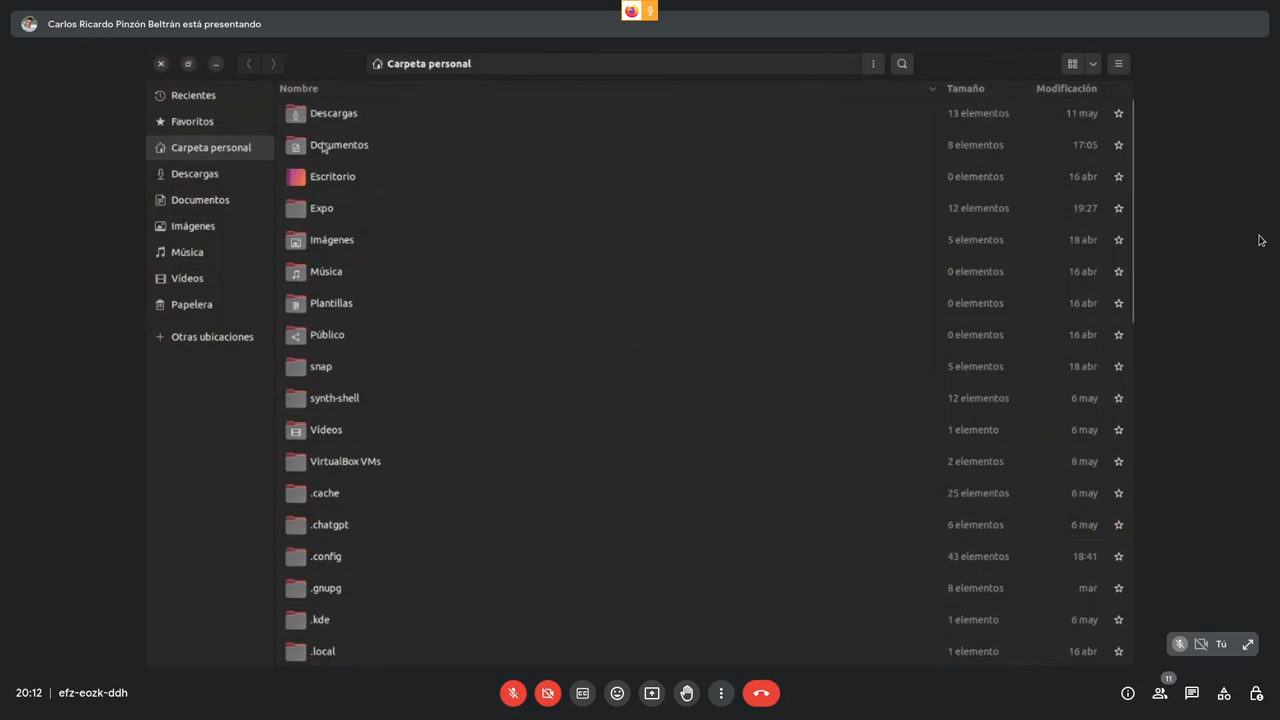 Carlos Ricardo Pinzón Beltrán está presentando
Carpeta personal
Nombre Tamaño Modificación
Recientes
Favoritos
Carpeta personal
Descargas
Documentos
Imágenes
Música
Vídeos
Papelera
Otras ubicaciones
Descargas 13 elementos 11 may
Documentos 8 elementos 17:05
Escritorio 0 elementos 16 abr
Expo 12 elementos 19:27
Imágenes 5 elementos 18 abr
Música 0 elementos 16 abr
Plantillas 0 elementos 16 abr
Público 0 elementos 16 abr
snap 5 elementos 18 abr
synth-shell 12 elementos 6 may
Vídeos 1 elemento 6 may
VirtualBox VMs 2 elementos 8 may
.cache 25 elementos 6 may
.chatgpt 6 elementos 6 may
.config 43 elementos 18:41
.gnupg 8 elementos mar
.kde 1 elemento 6 may
.local 1 elemento 16 abr
Tú
20:12 efz-eozk-ddh
11